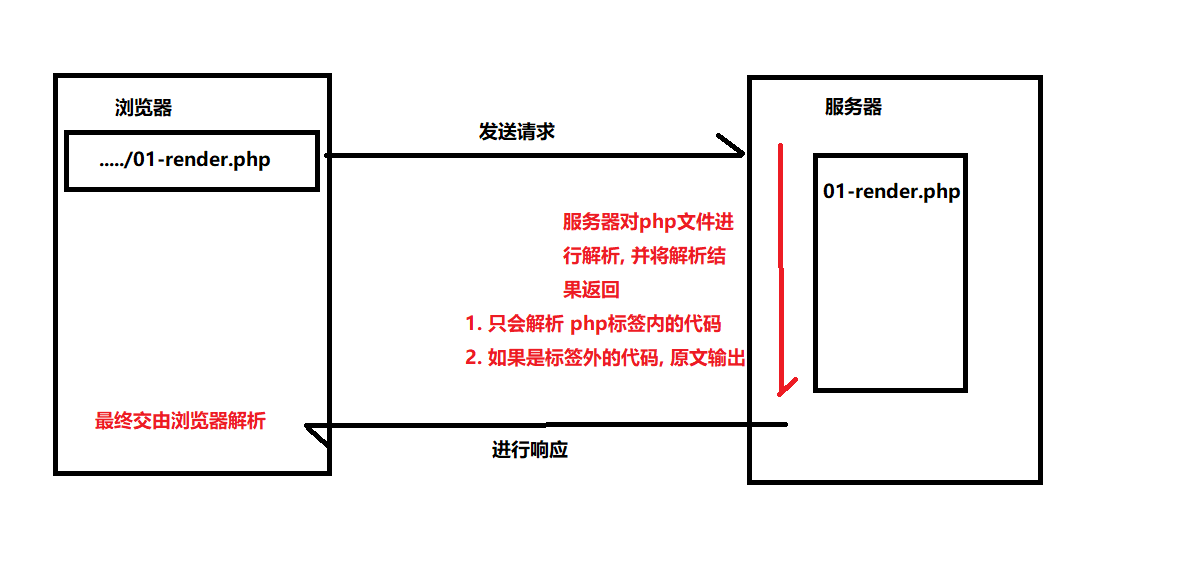 浏览器
...../01-render.php
发送请求
服务器
01-render.php
服务器对php文件进
行解析, 并将解析结
果返回
1. 只会解析 php标签内的代码
2. 如果是标签外的代码, 原文输出
最终交由浏览器解析
进行响应